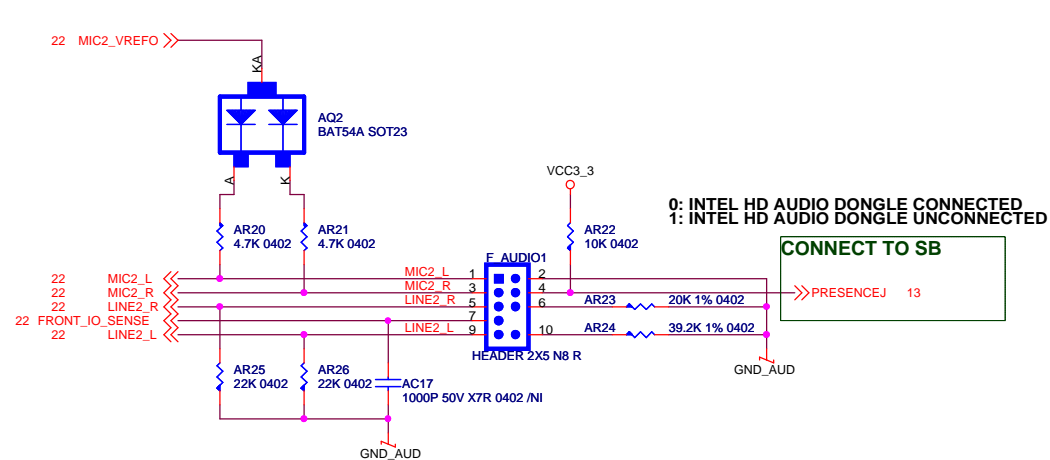 22 MIC2_VREFO
KA
AQ2
BAT54A SOT23
A
K
VCC3_3
0: INTEL HD AUDIO DONGLE CONNECTED
1: INTEL HD AUDIO DONGLE UNCONNECTED
AR20
4.7K 0402
AR21
4.7K 0402
AR22
10K 0402
CONNECT TO SB
F_AUDIO1
22 MIC2_L MIC2_L 1 2
22 MIC2_R MIC2_R 3 4 PRESENCEJ 13
22 LINE2_R LINE2_R 5 6 AR23 20K 1% 0402
22 FRONT_IO_SENSE 7
22 LINE2_L LINE2_L 9 10 AR24 39.2K 1% 0402
HEADER 2X5 N8 R
GND_AUD
AR25
22K 0402
AR26
22K 0402
AC17
1000P 50V X7R 0402 /NI
GND_AUD